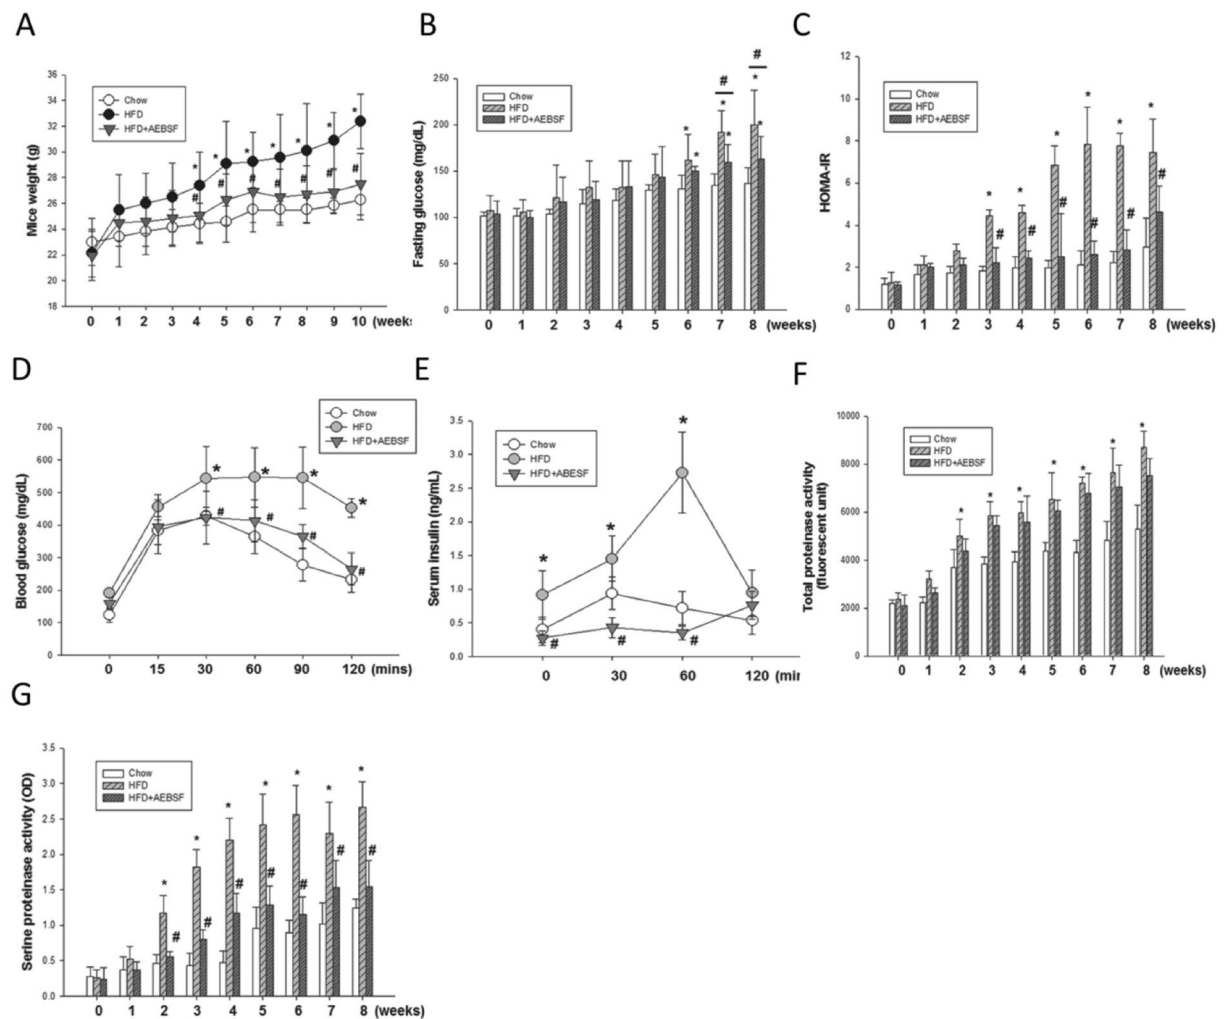 A
Mice weight (g)
36
34
32
30
28
26
24
22
20
18
Chow
HFD
HFD+AEBSF
* * * * * * *
# # # # # # #
0 1 2 3 4 5 6 7 8 9 10 (weeks
B
Fasting glucose (mg/dL)
250
200
150
100
50
0
Chow
HFD
HFD+AEBSF
# #
* * * * * *
0 1 2 3 4 5 6 7 8 (weeks)
C
HOMA-IR
12
10
8
6
4
2
0
Chow
HFD
HFD+AEBSF
* * * * * *
# # # # # #
0 1 2 3 4 5 6 7 8 (weeks)
D
Blood glucose (mg/dL)
700
600
500
400
300
200
100
0
Chow
HFD
HFD+AEBSF
* * * *
# # # #
0 15 30 60 90 120 (mins)
E
Serum insulin (ng/mL)
3.5
3.0
2.5
2.0
1.5
1.0
0.5
0.0
Chow
HFD
HFD+ABESF
* * *
# # #
0 30 60 120 (mir
F
Total proteinase activity
(fluorescent unit)
10000
8000
6000
4000
2000
0
Chow
HFD
HFD+AEBSF
* * * * * * *
0 1 2 3 4 5 6 7 8 (weeks)
G
Serine proteinase activity (OD)
3.5
3.0
2.5
2.0
1.5
1.0
0.5
0.0
Chow
HFD
HFD+AEBSF
* * * * * * *
# # # # # # #
0 1 2 3 4 5 6 7 8 (weeks)